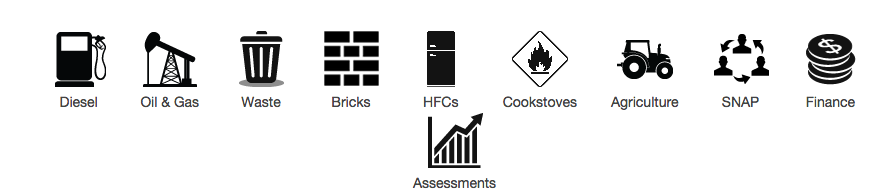 Diesel Oil & Gas Waste Bricks HFCs Cookstoves Agriculture SNAP Finance
Assessments